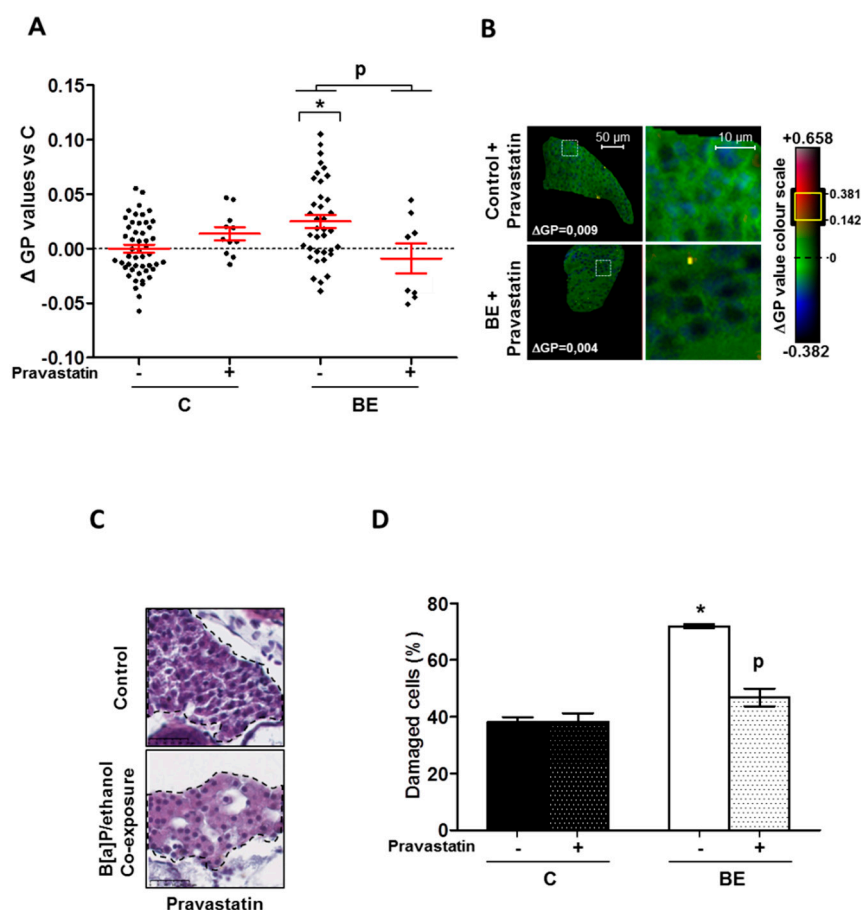 A
Δ GP values vs C
0.15
0.10
0.05
0.00
-0.05
-0.10
p
*
Pravastatin
-
+
-
+
C
BE
B
Control +
Pravastatin
BE +
Pravastatin
50 µm
10 µm
ΔGP=0,009
ΔGP=0,004
ΔGP value colour scale
+0.658
0.381
0.142
0
-0.382
C
Control
B[a]P/ethanol
Co-exposure
Pravastatin
D
Damaged cells (%)
80
60
40
20
0
*
p
Pravastatin
-
+
-
+
C
BE